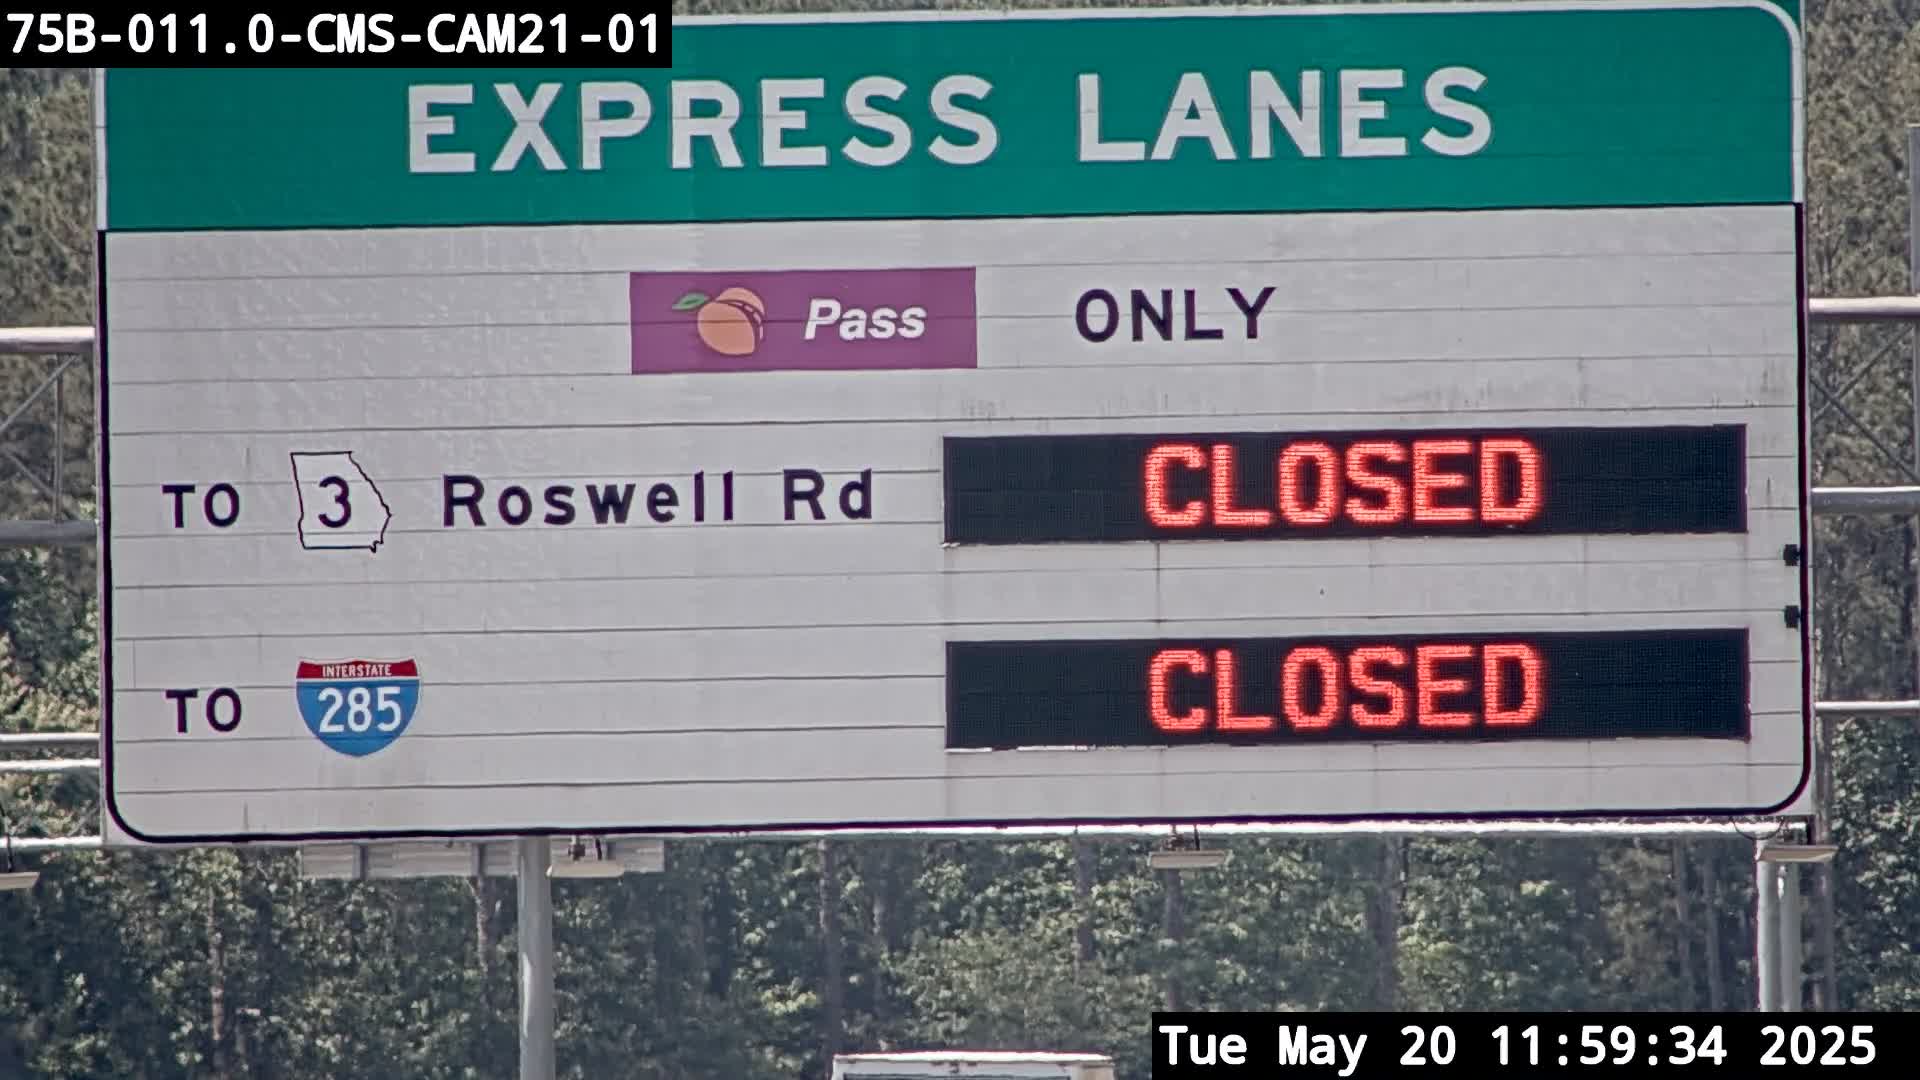 75B-011.0-CMS-CAM21-01
EXPRESS LANES
Pass ONLY
TO 3 Roswell Rd CLOSED
INTERSTATE
TO 285 CLOSED
Tue May 20 11:59:34 2025